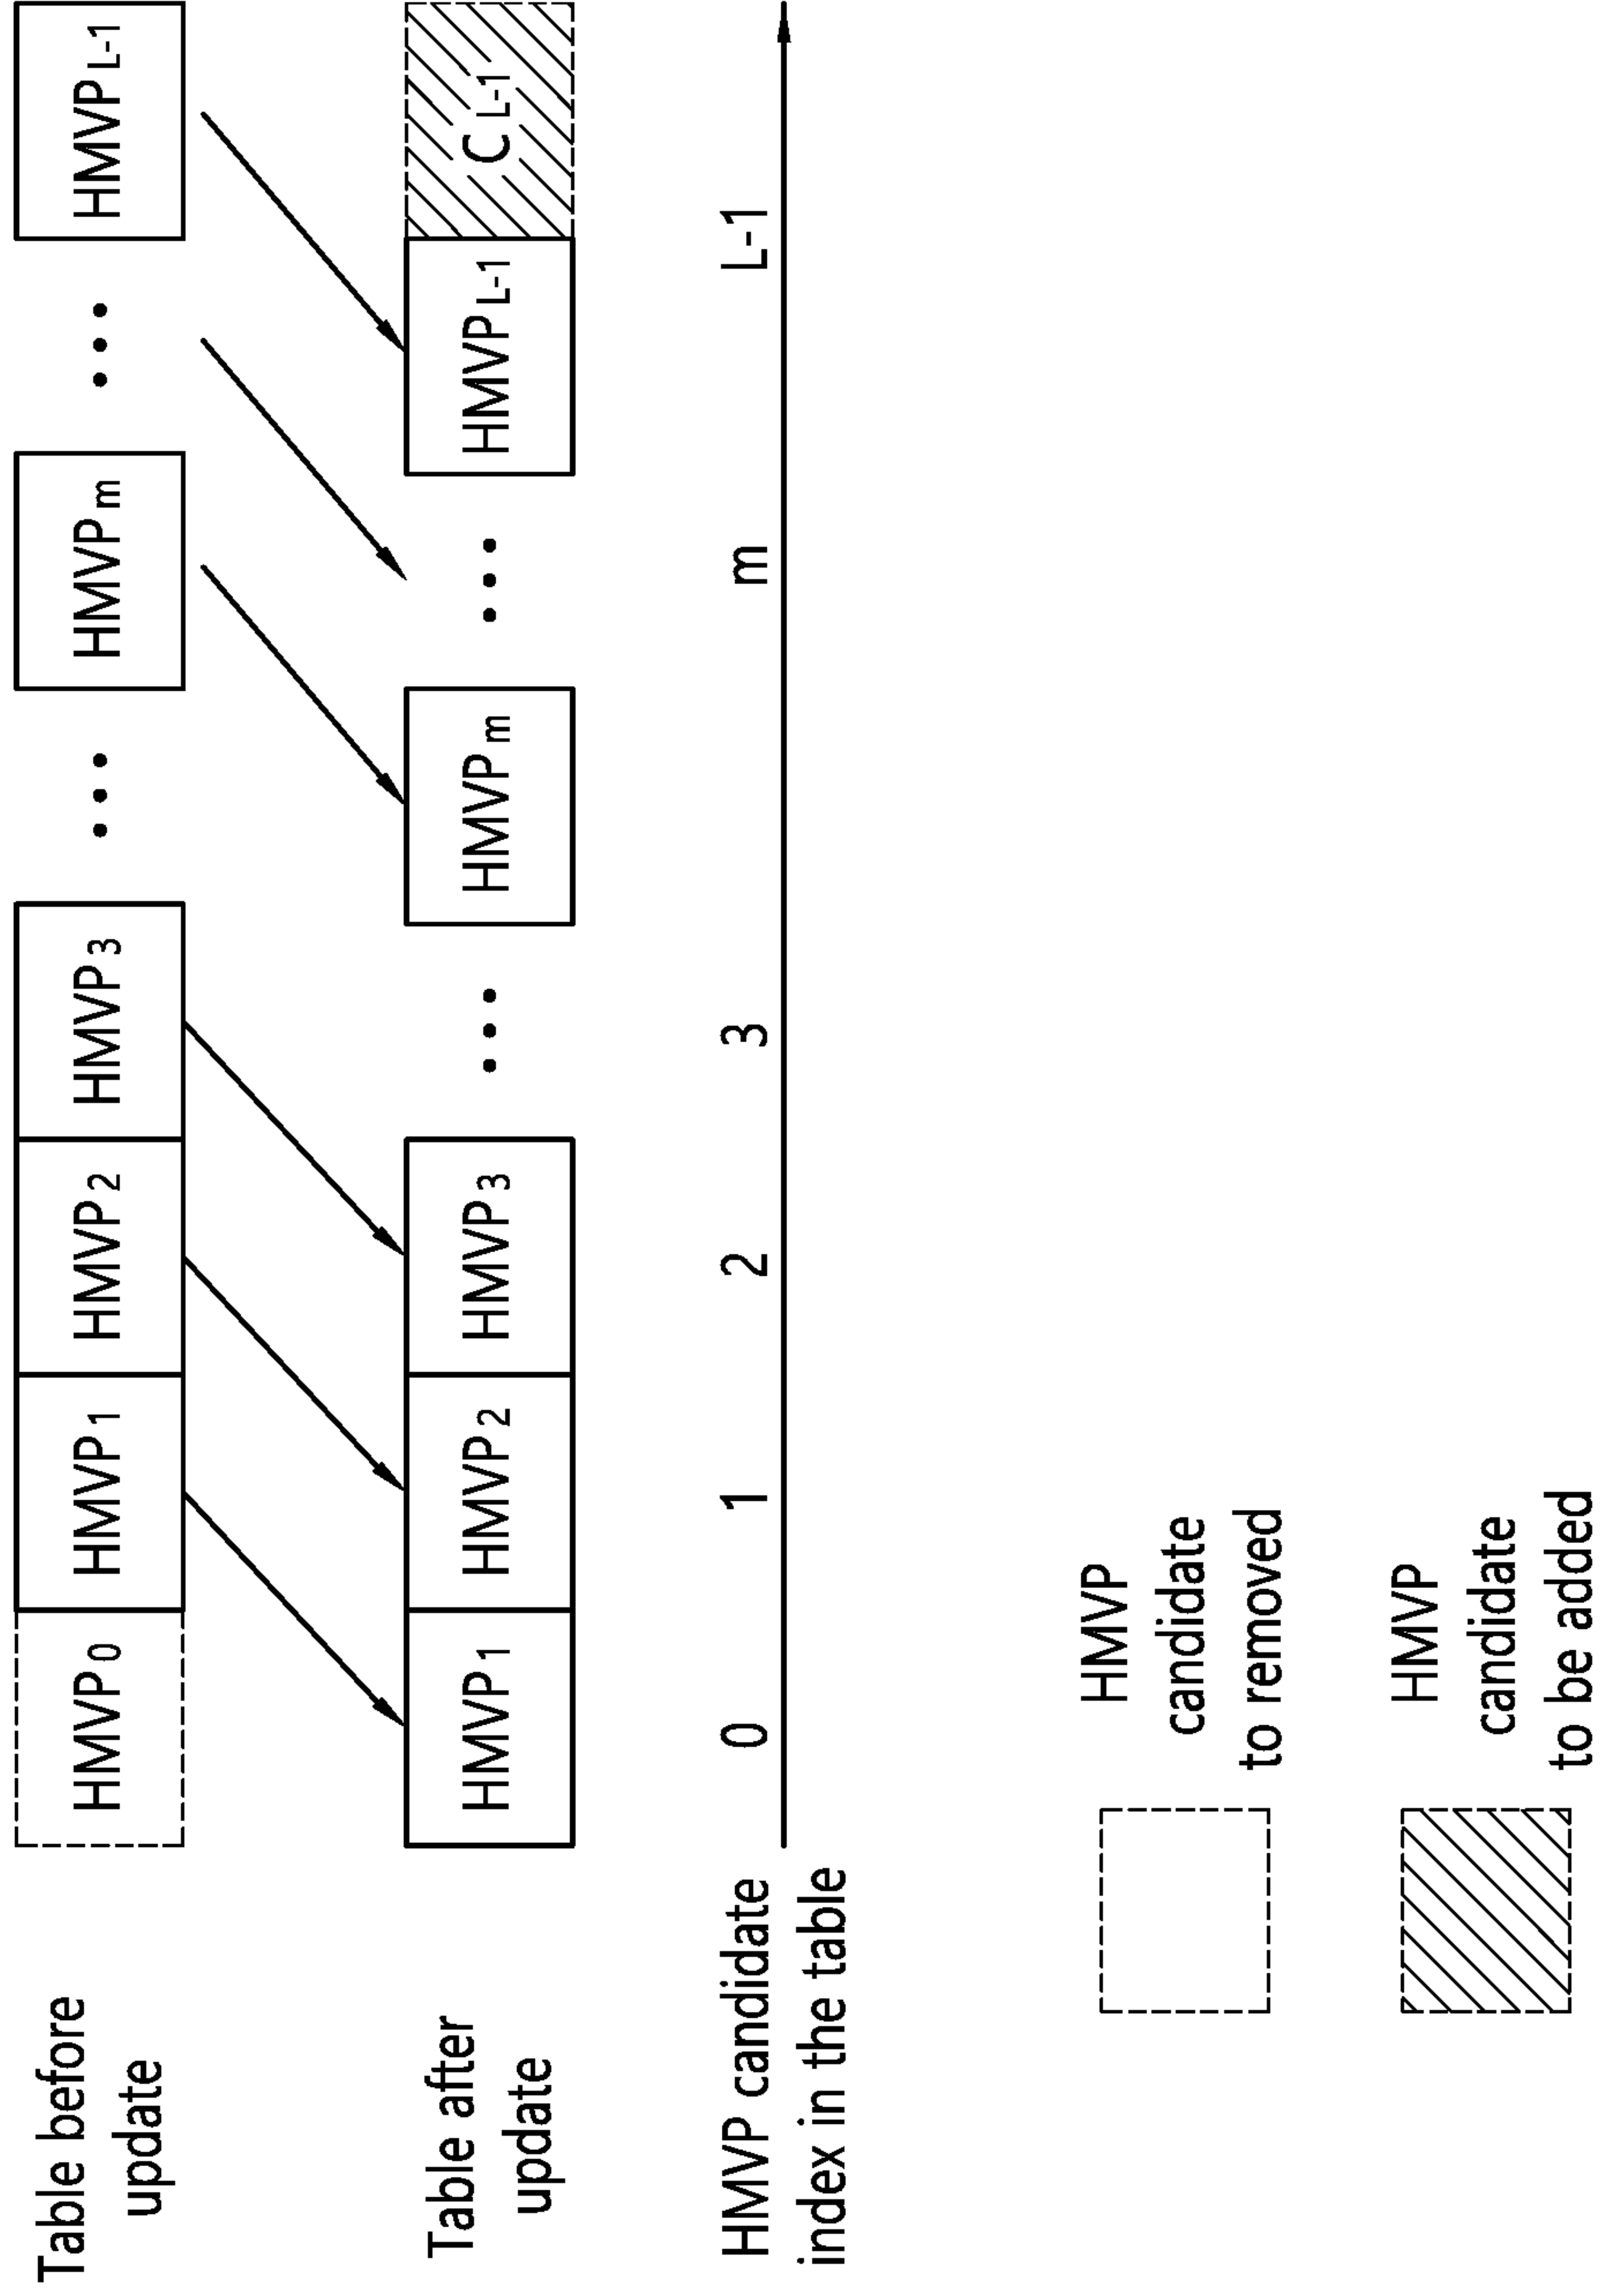 Table before
update
HMVP0 HMVP1 HMVP2 HMVP3 ... HMVPm ... HMVPL-1
Table after
update
HMVP1 HMVP2 HMVP3 ... HMVPm ... HMVPL-1 CL-1
HMVP candidate
index in the table
0 1 2 3 m L-1
HMVP
candidate
to removed
HMVP
candidate
to be added